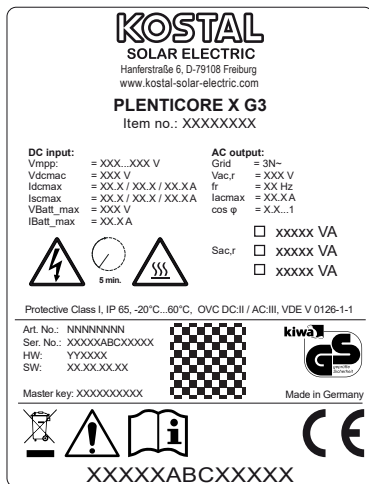 KOSTAL
SOLAR ELECTRIC
Hanferstraße 6, D-79108 Freiburg
www.kostal-solar-electric.com
PLENTICORE X G3
Item no.: XXXXXXXX
DC input:
Vmpp: = XXX...XXX V
Vdcmac = XXX V
Idcmax = XX.X / XX.X / XX.X A
Iscmax = XX.X / XX.X / XX.X A
VBatt_max = XXX V
IBatt_max = XX.X A
AC output:
Grid = 3N~
Vac,r = XXX V
fr = XX Hz
Iacmax = XX.X A
cos φ = X.X...1
xxxxx VA
Sac,r xxxxx VA
xxxxx VA
5 min.
Protective Class I, IP 65, -20°C...60°C, OVC DC:II / AC:III, VDE V 0126-1-1
Art. No.: NNNNNNNN
Ser. No.: XXXXXABCXXXXX
HW: YYXXXX
SW: XX.XX.XX.XX
Master key: XXXXXXXXXX
kiwa
GS
geprüfte
Sicherheit
Made in Germany
i
CE
XXXXXABCXXXXX